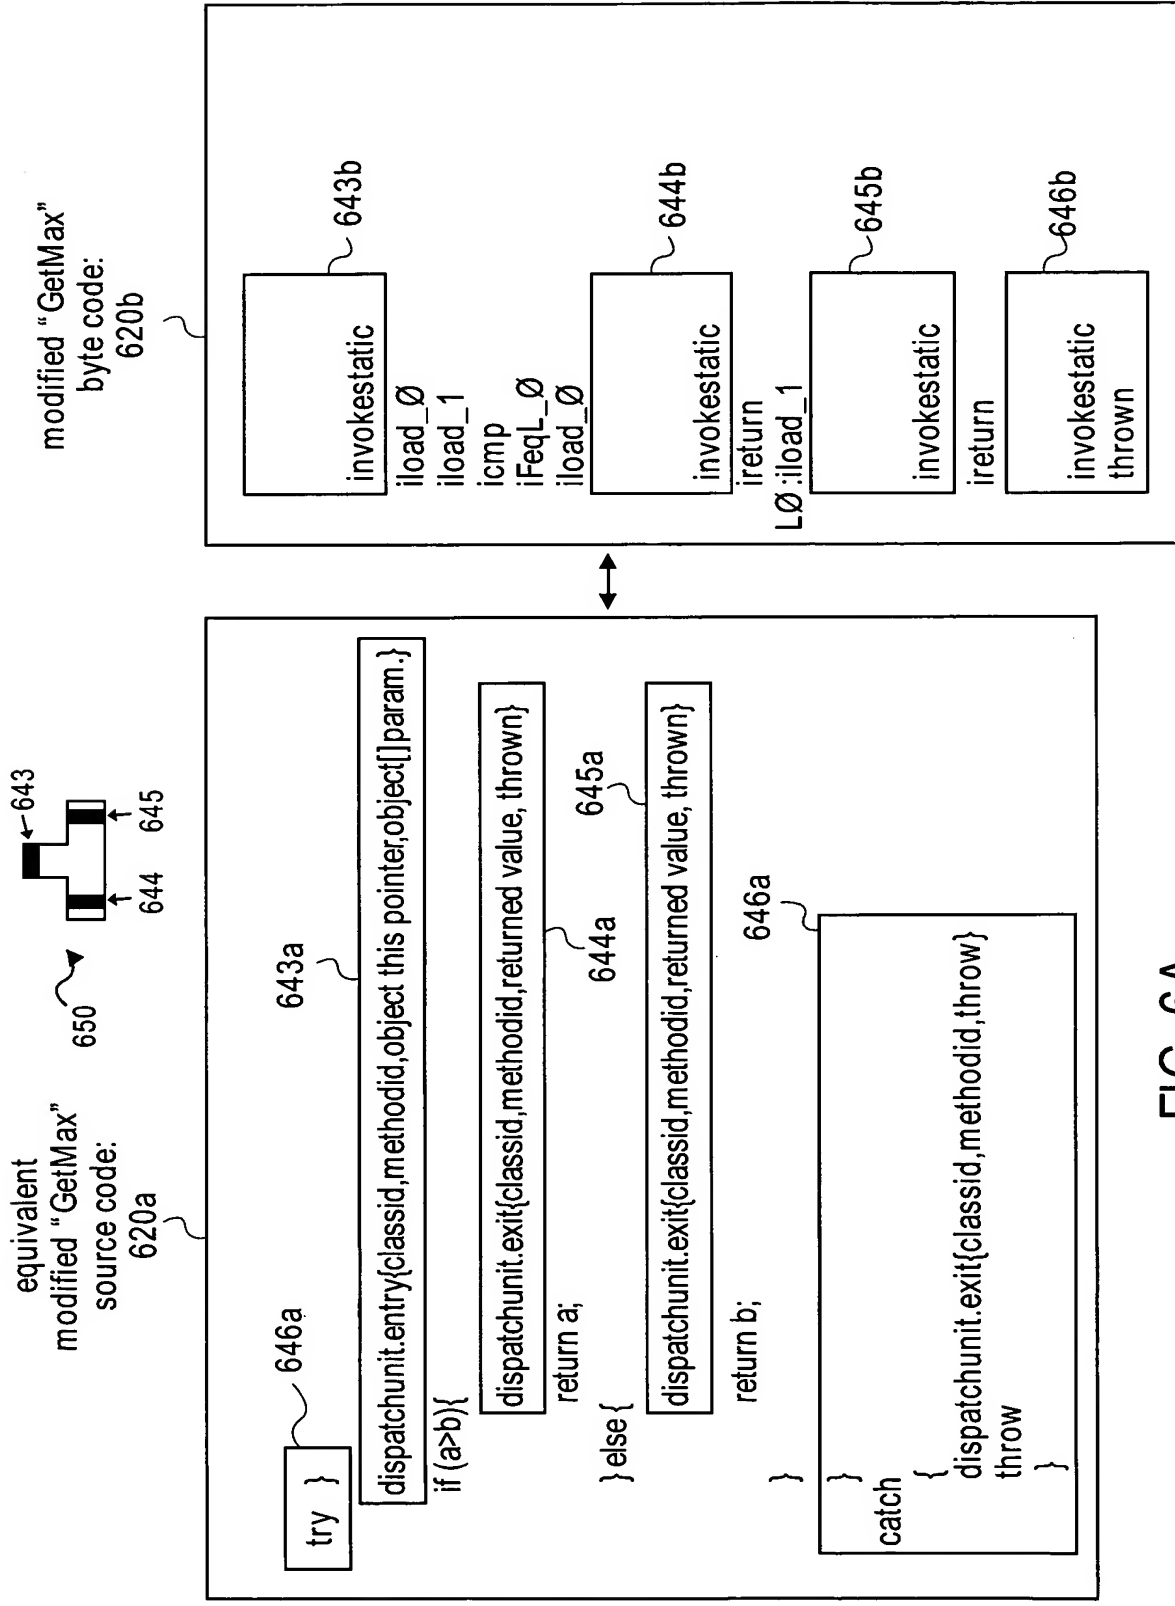 equivalent
modified “GetMax”
source code:
620a
650
643
644
645
646a
try }
643a
dispatchunit.entry{classid,methodid,object this pointer,object[]param.}
if (a>b){
dispatchunit.exit{classid,methodid,returned value, thrown}
644a
return a;
} else {
645a
dispatchunit.exit{classid,methodid,returned value, thrown}
return b;
}
646a
}
catch
{
dispatchunit.exit{classid,methodid,throw}
throw
}
modified “GetMax”
byte code:
620b
643b
invokestatic
iload_Ø
iload_1
icmp
iFeqL_Ø
iload_Ø
644b
invokestatic
ireturn
LØ:iload_1
645b
invokestatic
ireturn
646b
invokestatic
thrown
FIG. 6A